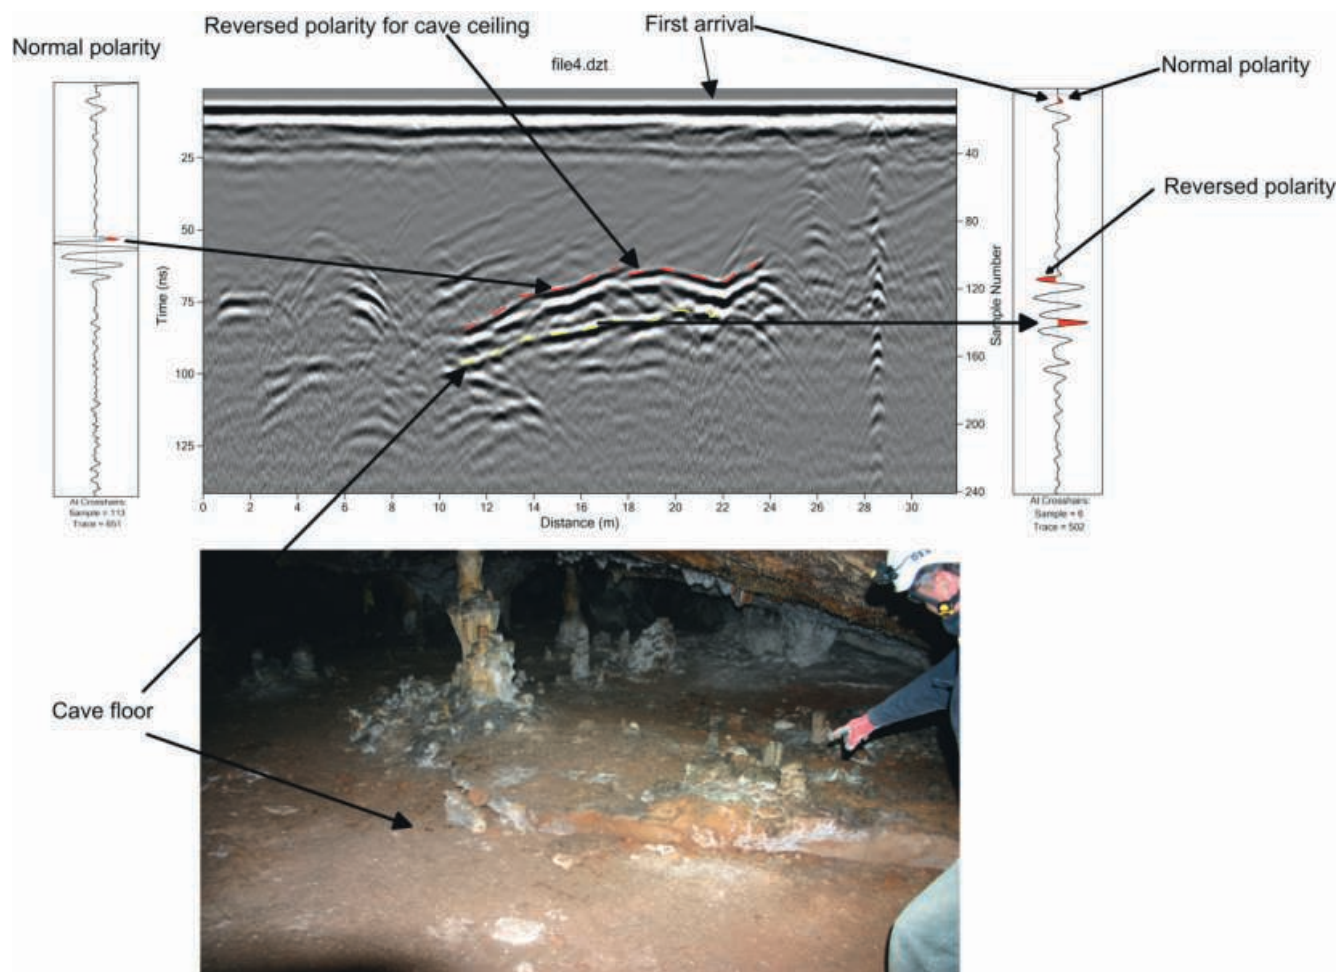 Reversed polarity for cave ceiling
First arrival
Normal polarity
file4.dzt
Normal polarity
Reversed polarity
25
50
75
100
125
Time (ns)
40
80
120
160
200
240
Sample Number
0 2 4 6 8 10 12 14 16 18 20 22 24 26 28 30
Distance (m)
At Crosshairs:
Sample = 113
Trace = 651
At Crosshairs:
Sample = 6
Trace = 502
Cave floor